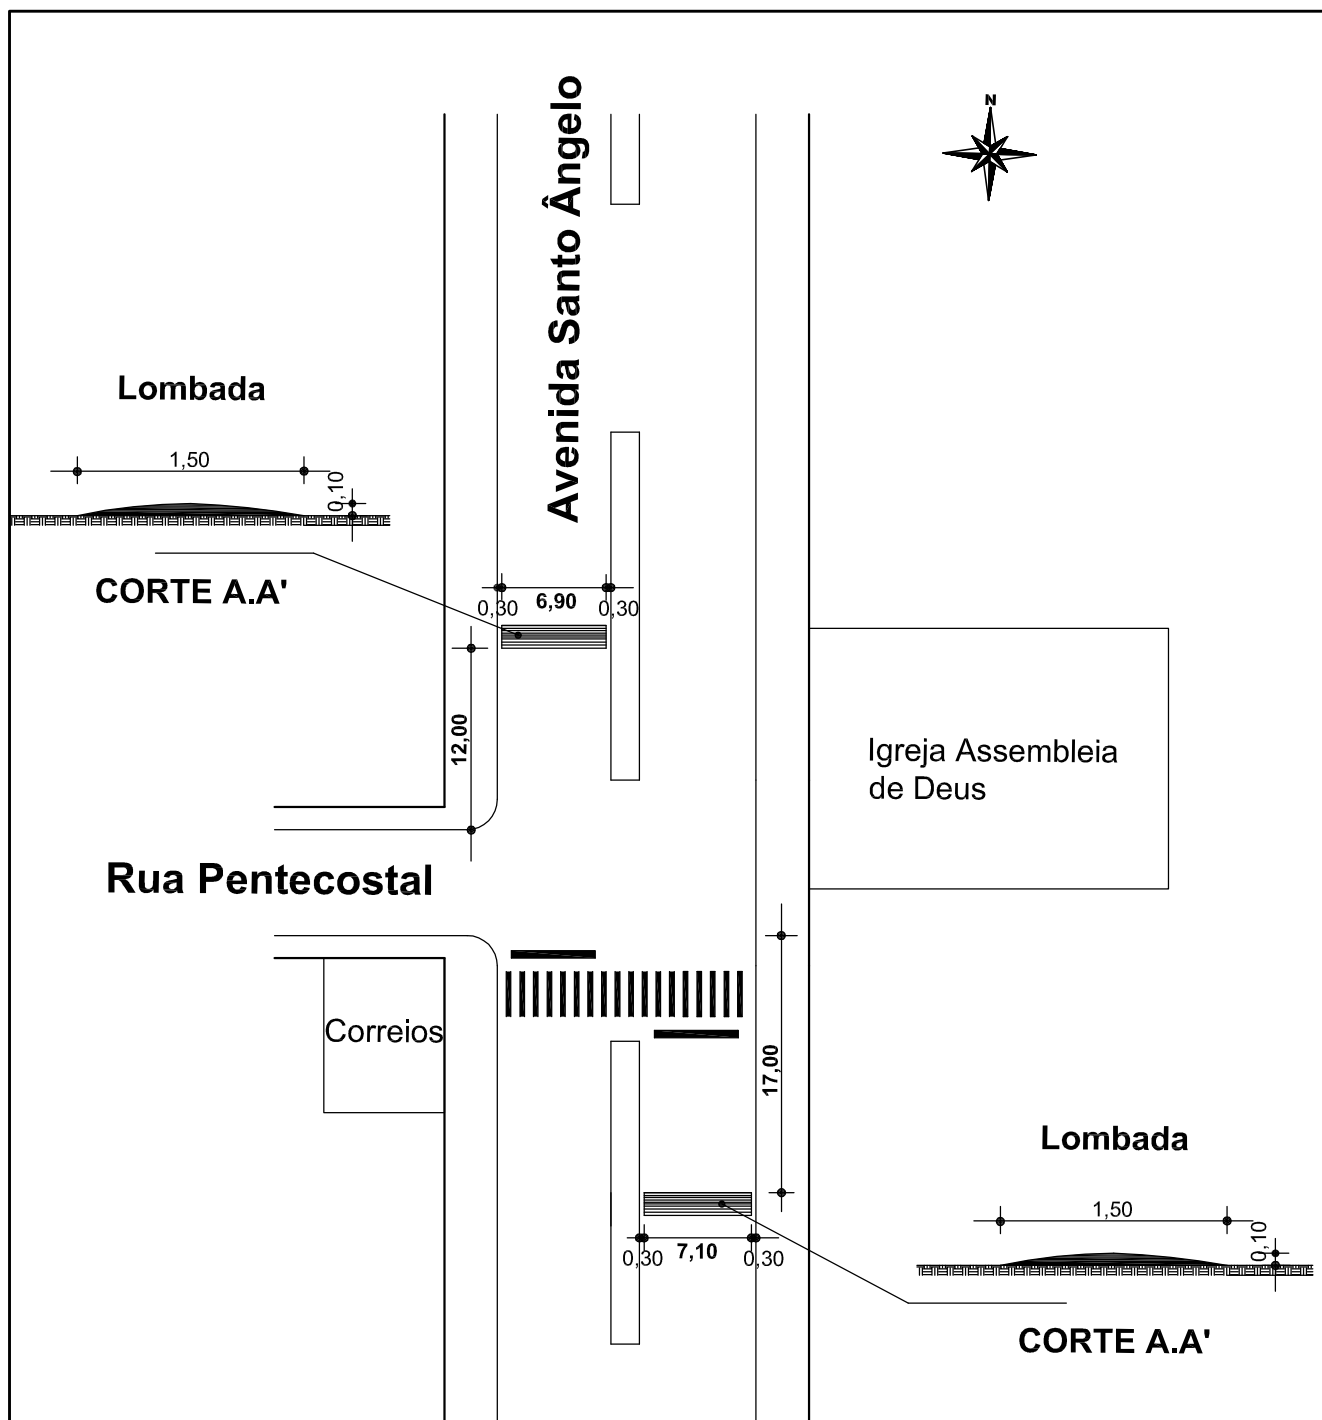 N
Avenida Santo Ângelo
Lombada
1,50
0,10
CORTE A.A'
0,30
6,90
0,30
12,00
Igreja Assembleia
de Deus
Rua Pentecostal
Correios
17,00
Lombada
1,50
0,10
0,30
7,10
0,30
CORTE A.A'